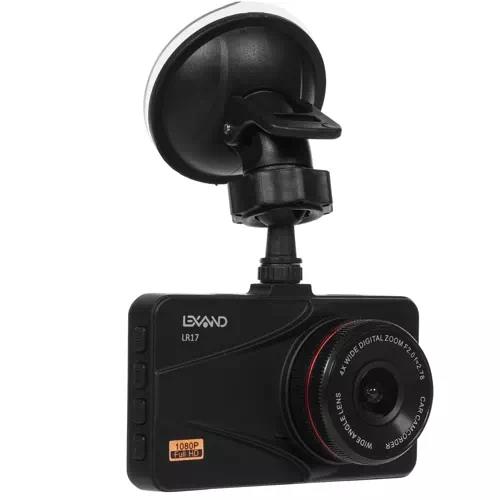 LEXAND
LR17
4X WIDE DIGITAL ZOOM F2.0 f=2.78
CAR CAMCORDER
WIDE ANGLE LENS
1080P
Full HD